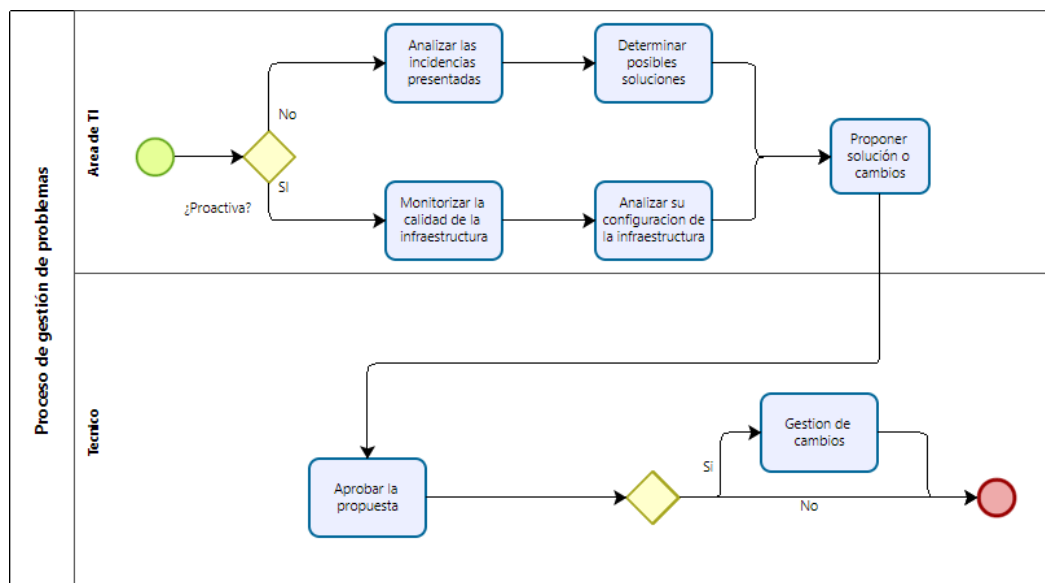 Proceso de gestión de problemas
Area de TI
Analizar las
incidencias
presentadas
Determinar
posibles
soluciones
No
Proponer
solución o
cambios
SI
¿Proactiva?
Monitorizar la
calidad de la
infraestructura
Analizar su
configuracion de
la infraestructura
Tecnico
Gestion de
cambios
Si
Aprobar la
propuesta
No